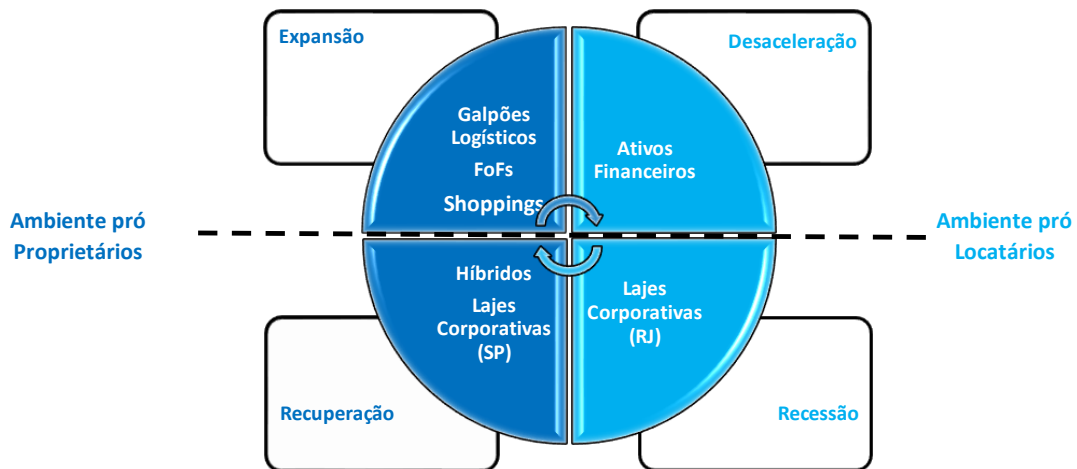 Expansão
Desaceleração
Galpões
Logísticos
FoFs
Shoppings
Ativos
Financeiros
Ambiente pró
Proprietários
Ambiente pró
Locatários
Híbridos
Lajes
Corporativas
(SP)
Lajes
Corporativas
(RJ)
Recuperação
Recessão